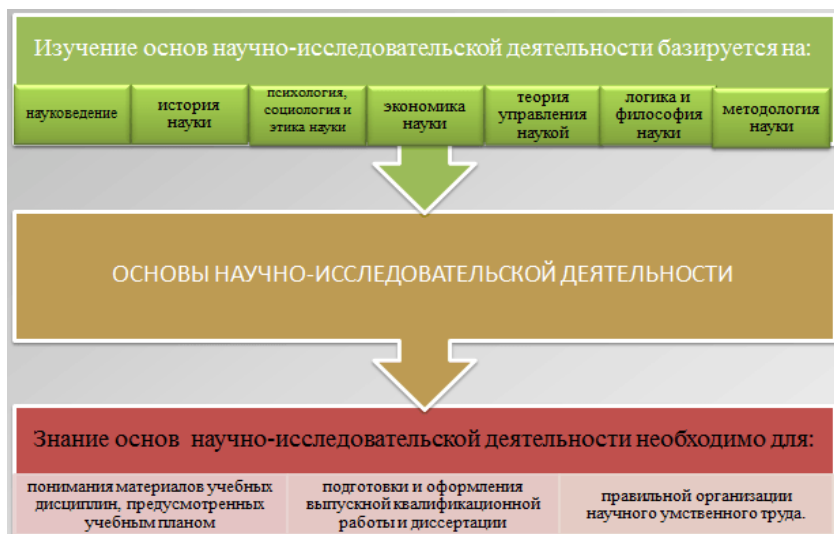 Изучение основ научно-исследовательской деятельности базируется на:
науковедение
история
науки
психология,
социология и
этика науки
экономика
науки
теория
управления
наукой
логика и
философия
науки
методология
науки
ОСНОВЫ НАУЧНО-ИССЛЕДОВАТЕЛЬСКОЙ ДЕЯТЕЛЬНОСТИ
Знание основ научно-исследовательской деятельности необходимо для:
понимания материалов учебных
дисциплин, предусмотренных
учебным планом
подготовки и оформления
выпускной квалификационной
работы и диссертации
правильной организации
научного умственного труда.